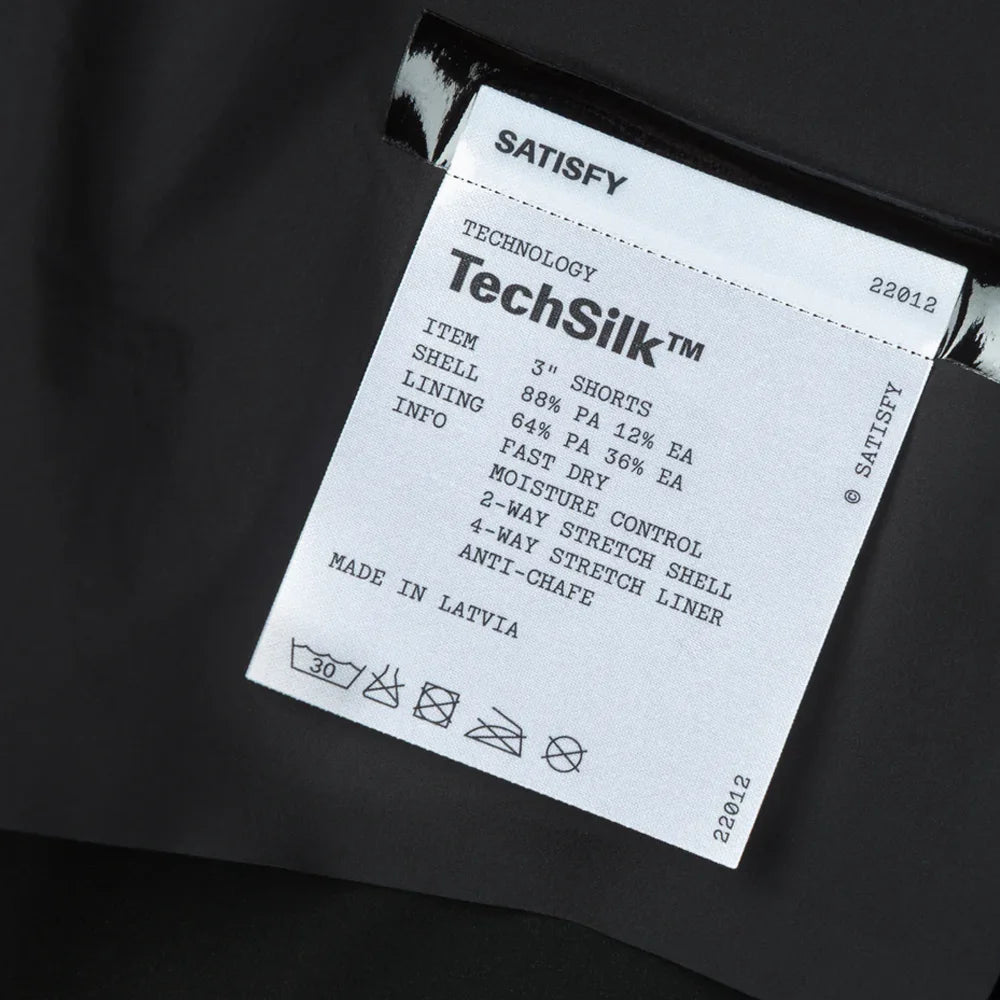 SATISFY
22012
TECHNOLOGY
TechSilk™
ITEM 3" SHORTS
SHELL 88% PA 12% EA
LINING 64% PA 36% EA
INFO FAST DRY
MOISTURE CONTROL
2-WAY STRETCH SHELL
4-WAY STRETCH LINER
ANTI-CHAFE
MADE IN LATVIA
30
© SATISFY
22012